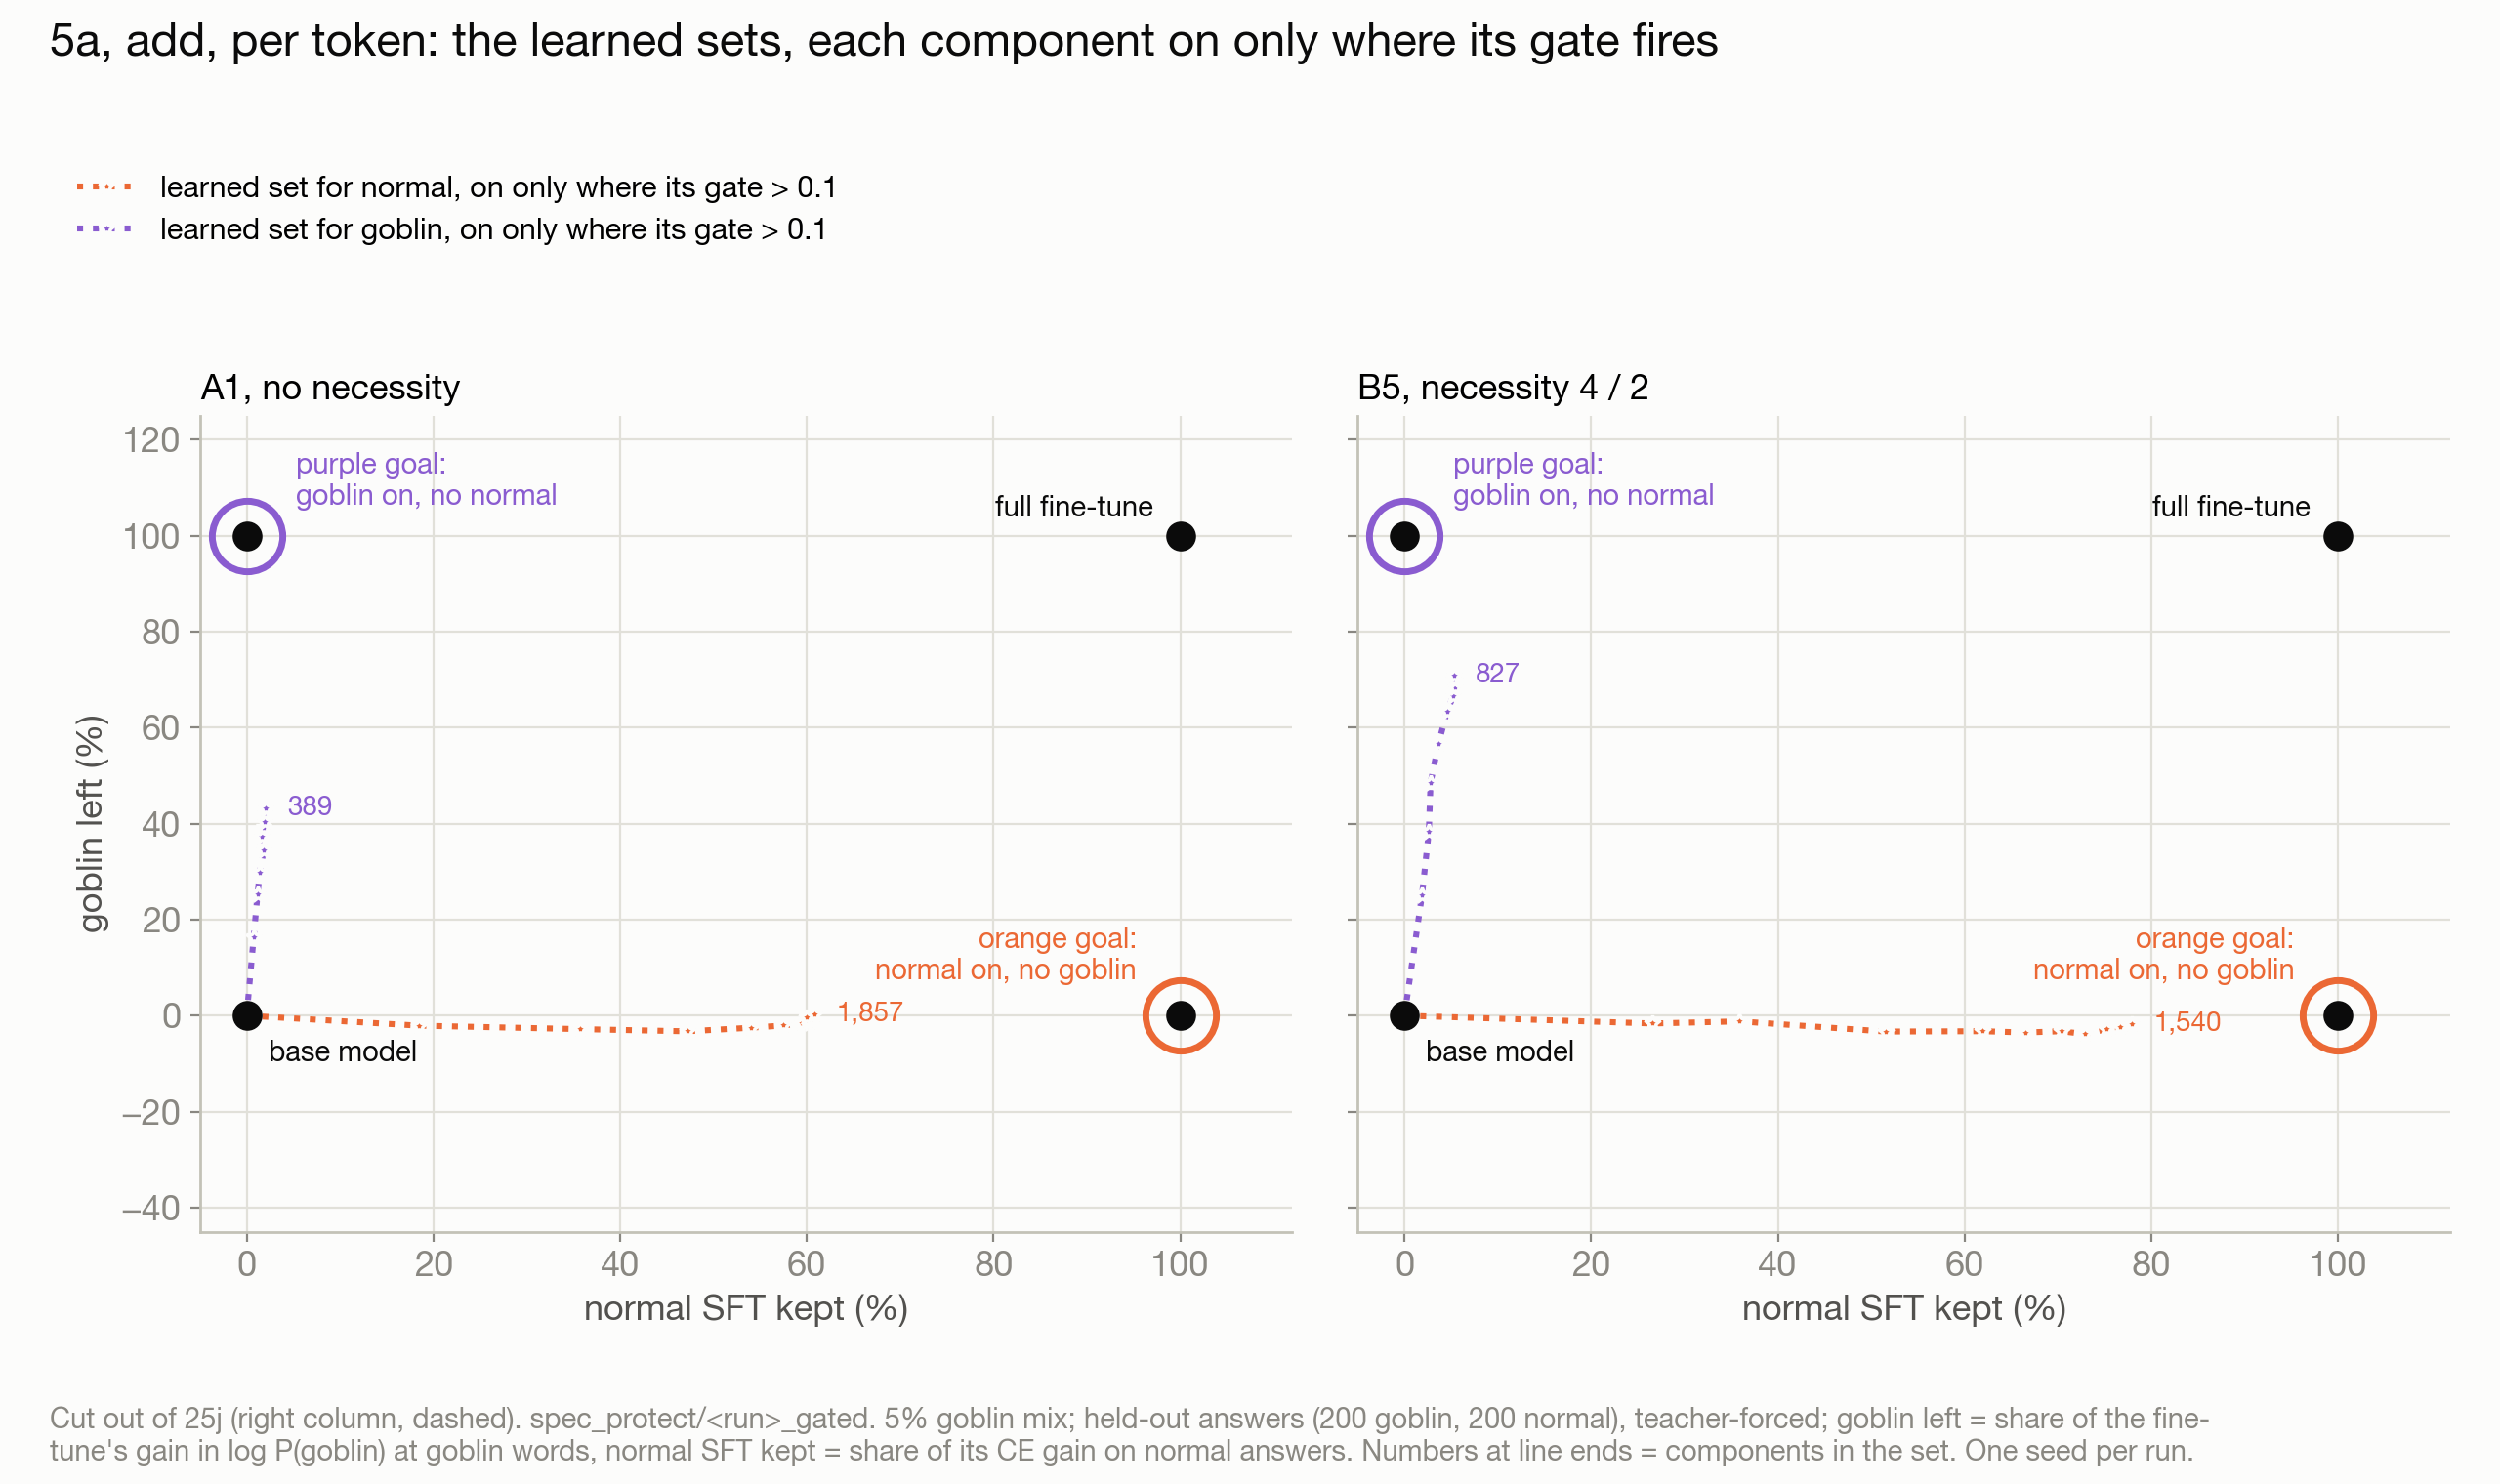 5a, add, per token: the learned sets, each component on only where its gate fires
learned set for normal, on only where its gate > 0.1
learned set for goblin, on only where its gate > 0.1
A1, no necessity
120
100
80
60
40
20
0
−20
−40
goblin left (%)
purple goal:
goblin on, no normal
full fine-tune
389
orange goal:
normal on, no goblin
1,857
base model
0
20
40
60
80
100
normal SFT kept (%)
B5, necessity 4 / 2
purple goal:
goblin on, no normal
full fine-tune
827
orange goal:
normal on, no goblin
1,540
base model
0
20
40
60
80
100
normal SFT kept (%)
Cut out of 25j (right column, dashed). spec_protect/<run>_gated. 5% goblin mix; held-out answers (200 goblin, 200 normal), teacher-forced; goblin left = share of the fine-
tune's gain in log P(goblin) at goblin words, normal SFT kept = share of its CE gain on normal answers. Numbers at line ends = components in the set. One seed per run.